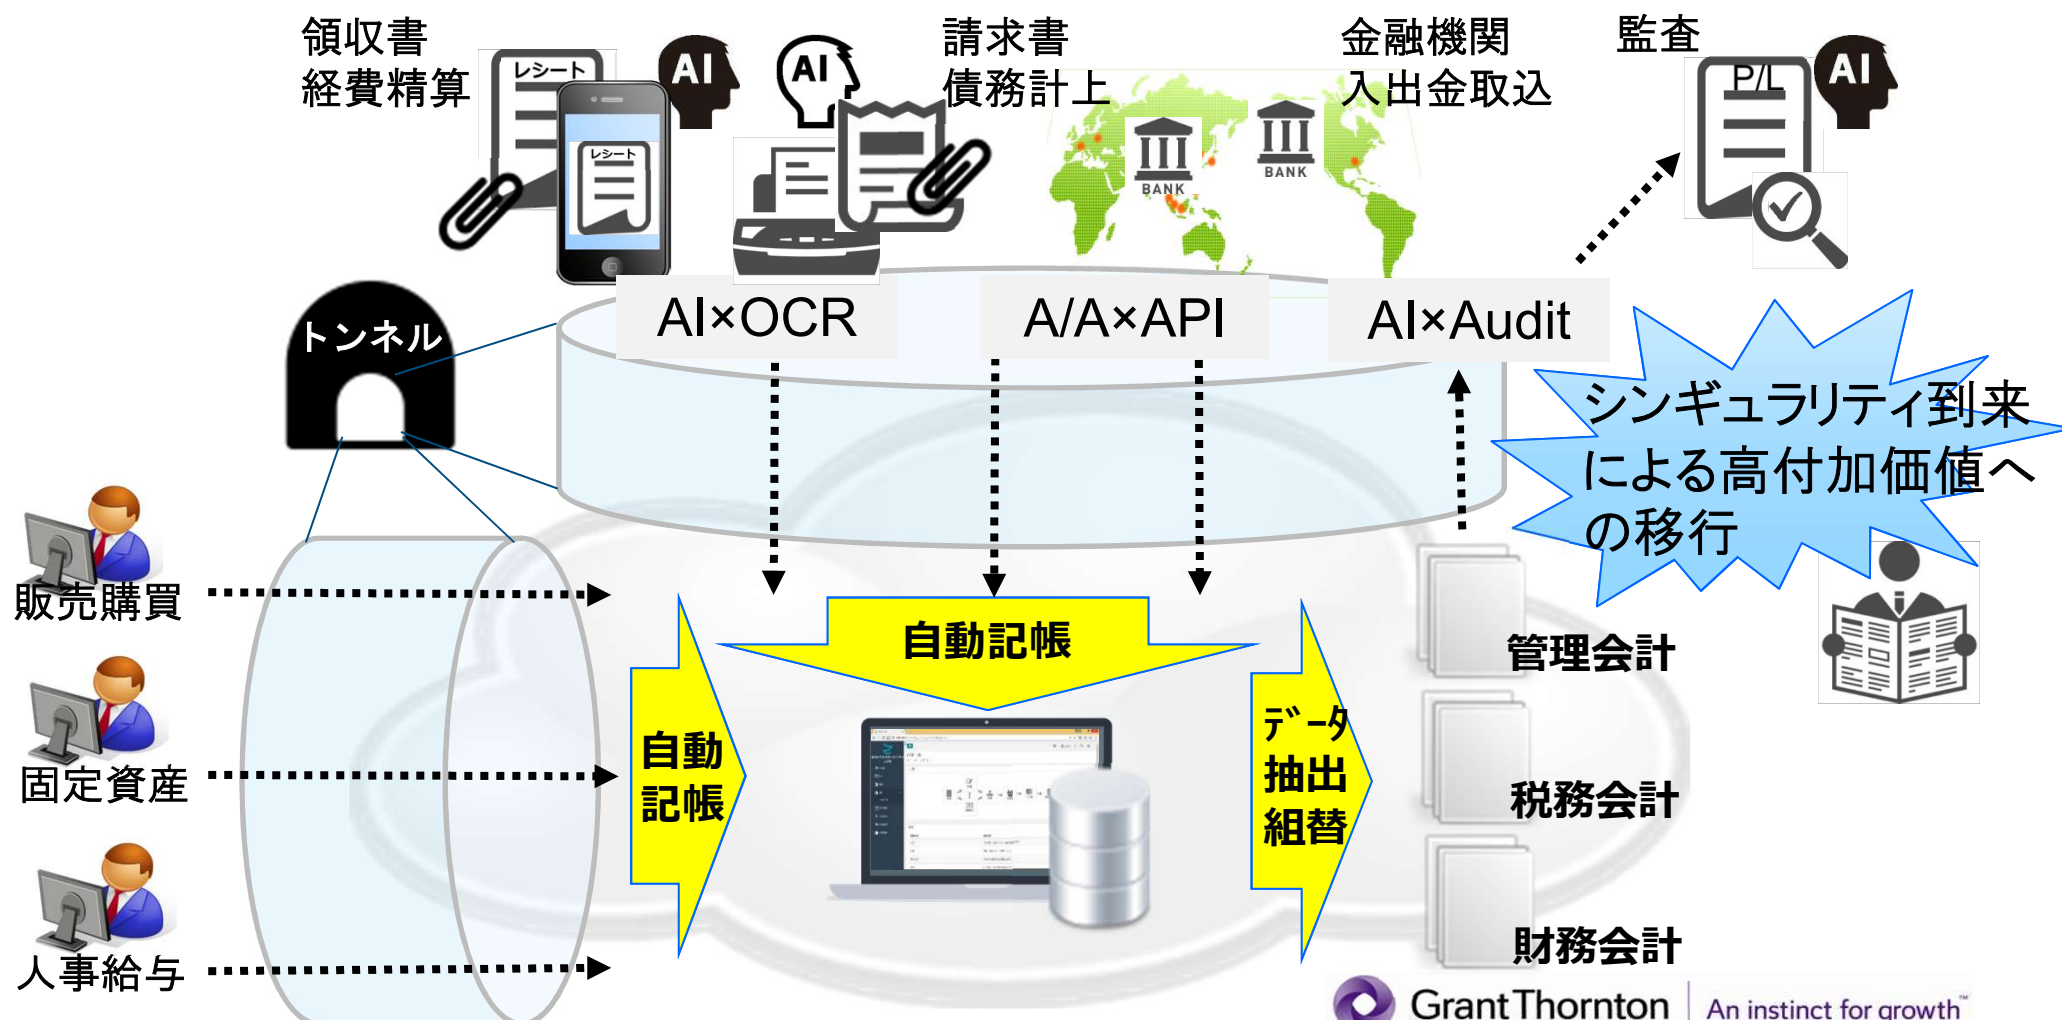 領収書
経費精算
レシート
レシート
AI
AI
請求書
債務計上
金融機関
入出金取込
BANK
BANK
監査
P/L
AI
トンネル
AI×OCR
A/A×API
AI×Audit
シンギュラリティ到来
による高付加価値へ
の移行
販売購買
固定資産
人事給与
自動記帳
自動
記帳
ﾃﾞｰﾀ
抽出
組替
管理会計
税務会計
財務会計
Grant Thornton
An instinct for growth™